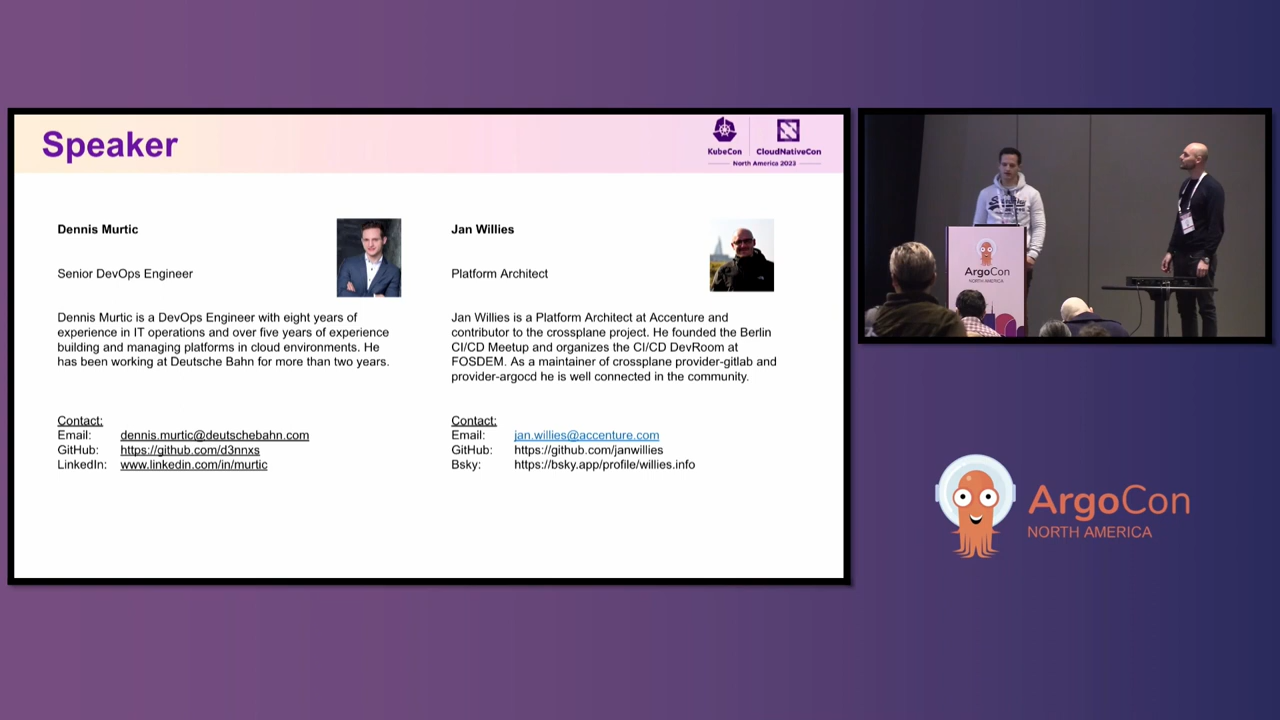 Speaker
KubeCon
CloudNativeCon
North America 2023
Dennis Murtic
Senior DevOps Engineer
Dennis Murtic is a DevOps Engineer with eight years of
experience in IT operations and over five years of experience
building and managing platforms in cloud environments. He
has been working at Deutsche Bahn for more than two years.
Contact:
Email: dennis.murtic@deutschebahn.com
GitHub: https://github.com/d3nnxs
LinkedIn: www.linkedin.com/in/murtic
Jan Willies
Platform Architect
Jan Willies is a Platform Architect at Accenture and
contributor to the crossplane project. He founded the Berlin
CI/CD Meetup and organizes the CI/CD DevRoom at
FOSDEM. As a maintainer of crossplane provider-gitlab and
provider-argocd he is well connected in the community.
Contact:
Email: jan.willies@accenture.com
GitHub: https://github.com/janwillies
Bsky: https://bsky.app/profile/willies.info
ArgoCon
NORTH AMERICA
ArgoCon
NORTH AMERICA